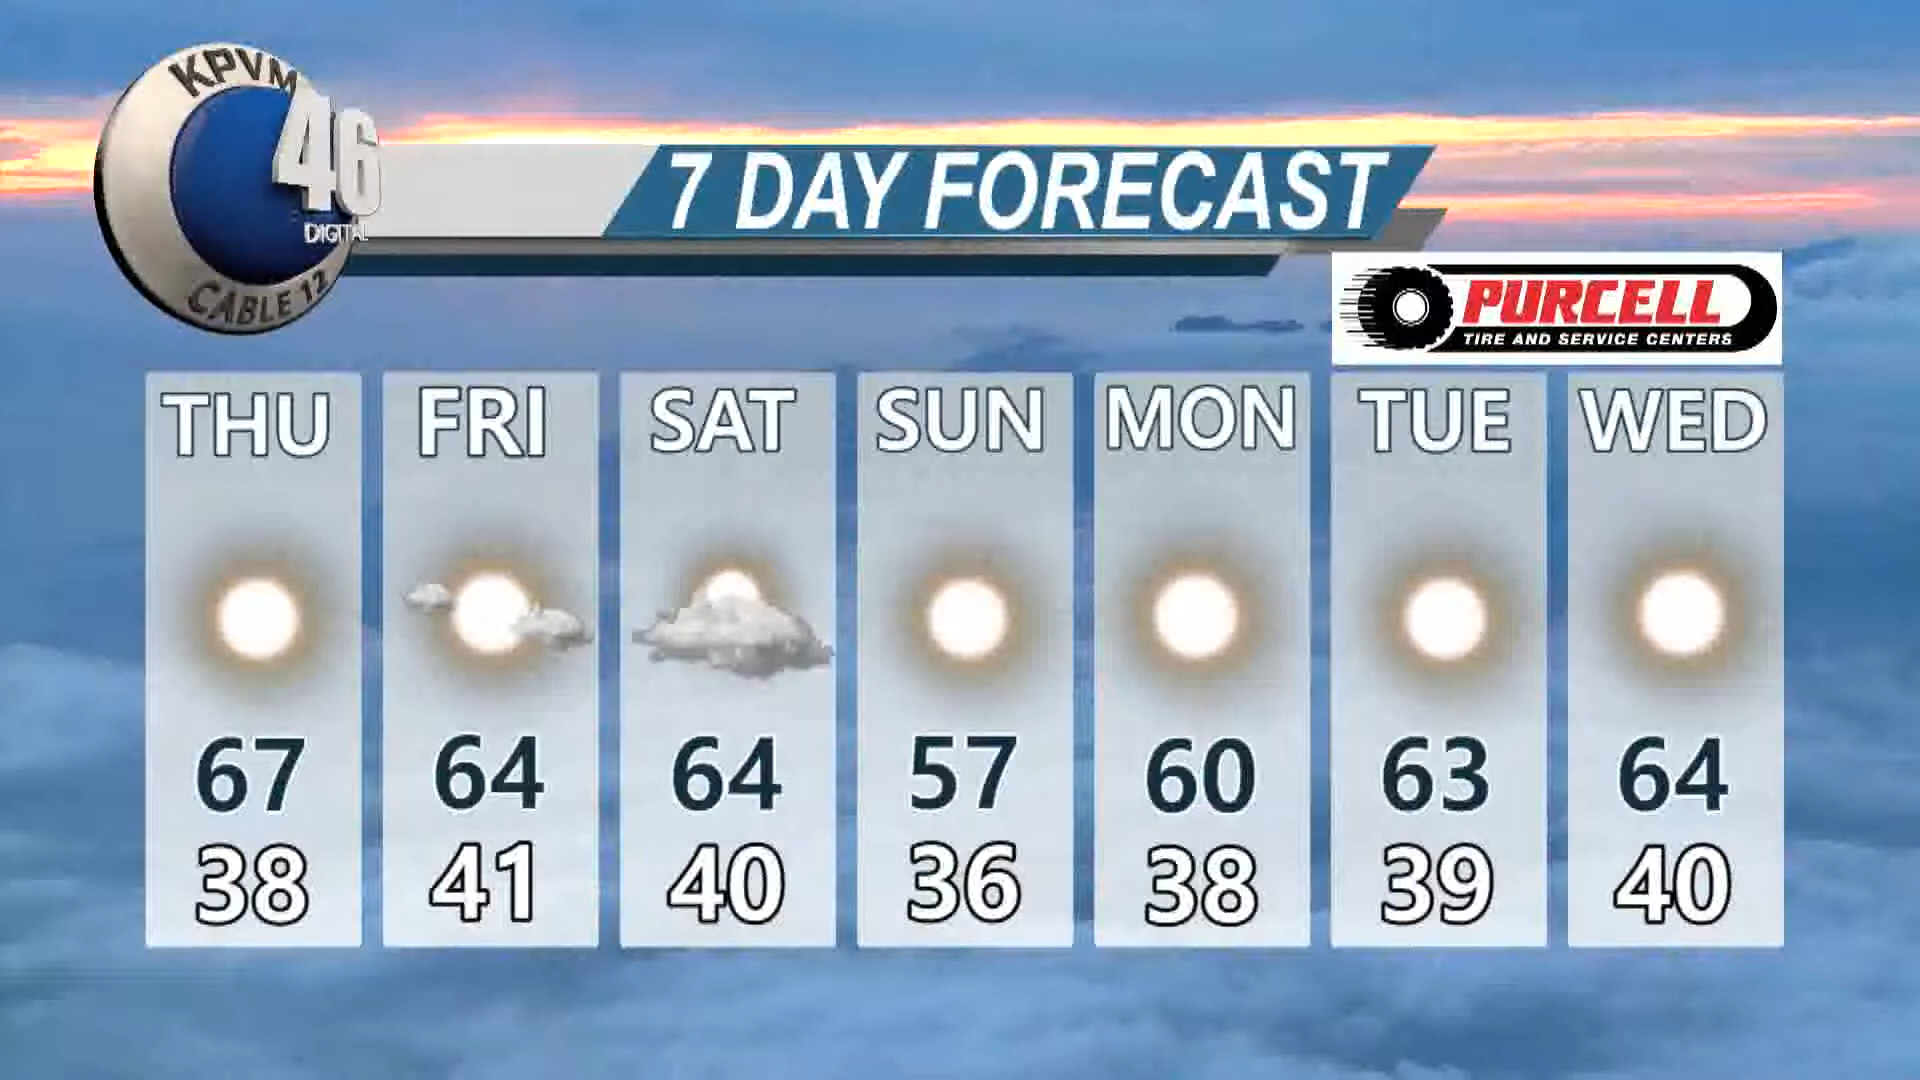 KPVM
46
DIGITAL
CABLE 12
7 DAY FORECAST
PURCELL
TIRE AND SERVICE CENTERS
THU FRI SAT SUN MON TUE WED
67 64 64 57 60 63 64
38 41 40 36 38 39 40